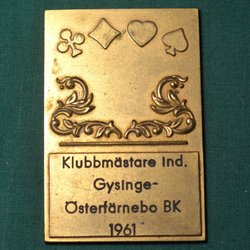 Klubbmästare Ind.
Gysinge-
Österfärnebo BK
1961